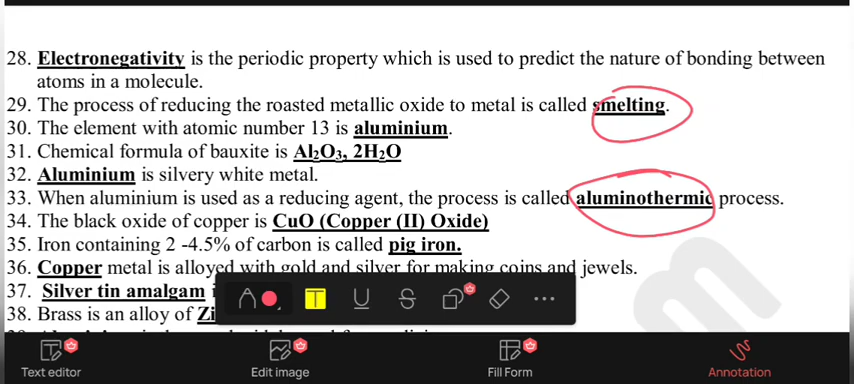 28. Electronegativity is the periodic property which is used to predict the nature of bonding between
atoms in a molecule.
29. The process of reducing the roasted metallic oxide to metal is called smelting.
30. The element with atomic number 13 is aluminium.
31. Chemical formula of bauxite is Al₂O₃, 2H₂O
32. Aluminium is silvery white metal.
33. When aluminium is used as a reducing agent, the process is called aluminothermic process.
34. The black oxide of copper is CuO (Copper (II) Oxide)
35. Iron containing 2 -4.5% of carbon is called pig iron.
36. Copper metal is alloyed with gold and silver for making coins and jewels.
37. Silver tin amalgam
38. Brass is an alloy of Zi
Text editor
Edit image
Fill Form
Annotation